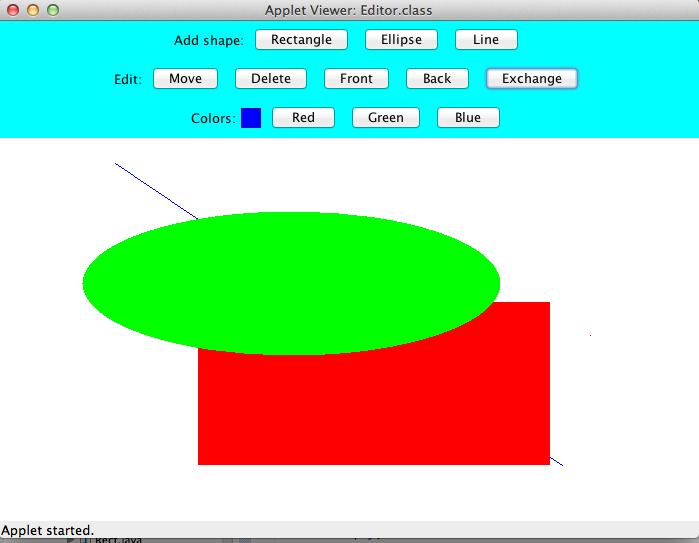 Applet Viewer: Editor.class
Add shape: Rectangle Ellipse Line
Edit: Move Delete Front Back Exchange
Colors: Red Green Blue
Applet started.